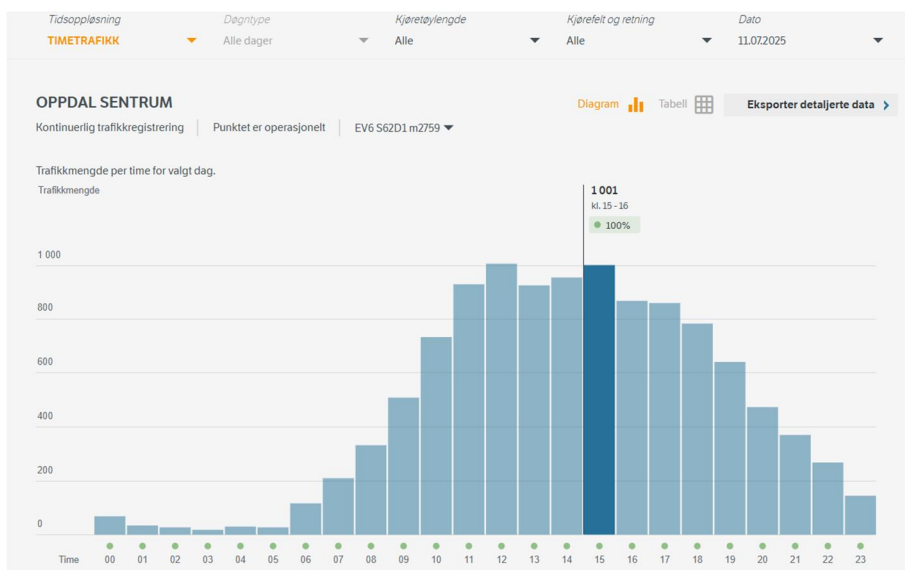 Tidsoppløsning Døgntype Kjøretøylengde Kjørefelt og retning Dato
TIMETRAFIKK Alle dager Alle Alle 11.07.2025
OPPDAL SENTRUM
Diagram Tabell Eksporter detaljerte data
Kontinuerlig trafikkregistrering Punktet er operasjonelt EV6 S62D1 m2759
Trafikkmengde per time for valgt dag.
Trafikkmengde
1 001
kl. 15 - 16
100%
1 000
800
600
400
200
0
Time 00 01 02 03 04 05 06 07 08 09 10 11 12 13 14 15 16 17 18 19 20 21 22 23